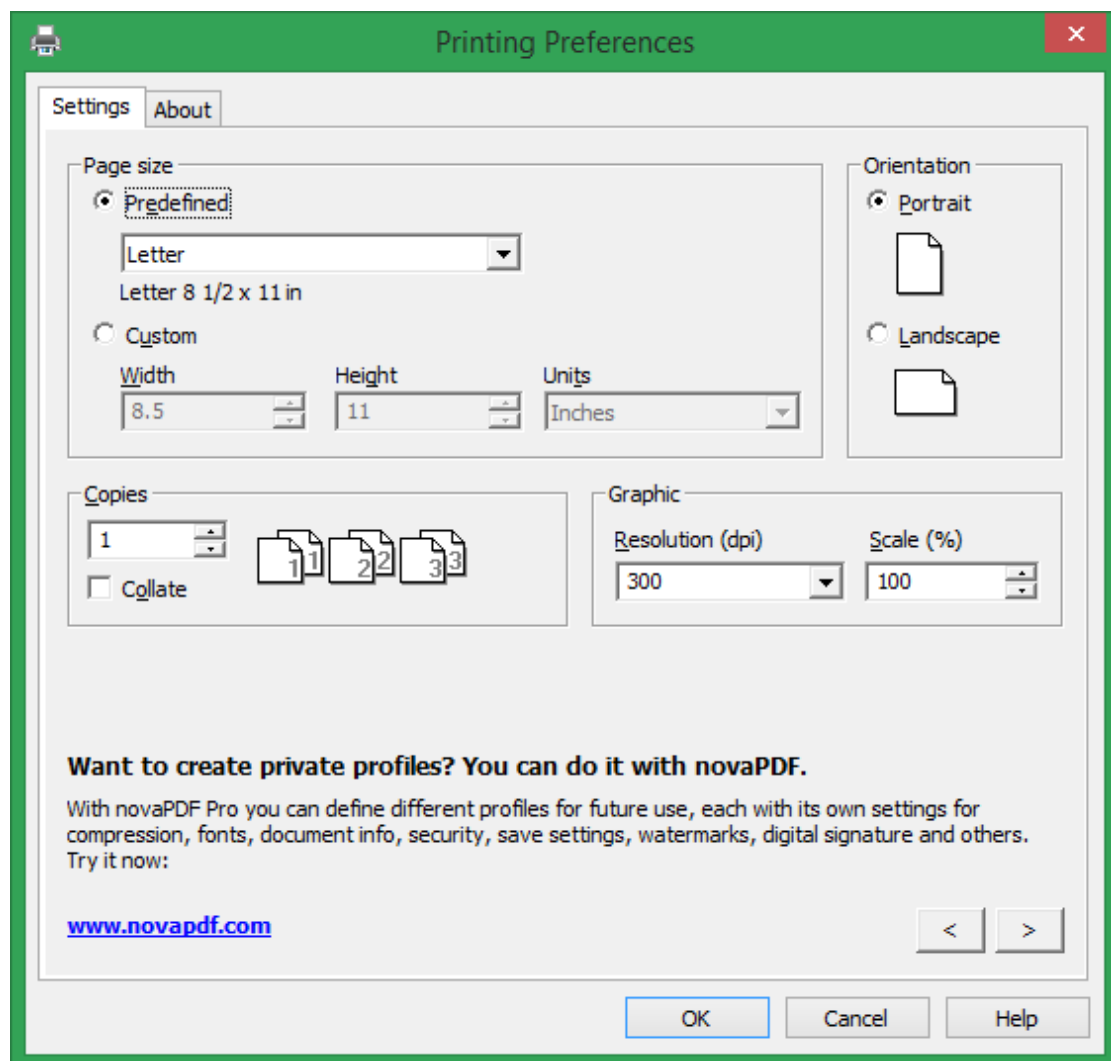 Printing Preferences
Settings
About
Page size
Predefined
Letter
Letter 8 1/2 x 11 in
Custom
Width Height Units
8.5 11 Inches
Orientation
Portrait
Landscape
Copies
1
Collate
1 1 2 2 3 3
Graphic
Resolution (dpi) Scale (%)
300 100
Want to create private profiles? You can do it with novaPDF.
With novaPDF Pro you can define different profiles for future use, each with its own settings for
compression, fonts, document info, security, save settings, watermarks, digital signature and others.
Try it now:
www.novapdf.com
< >
OK Cancel Help